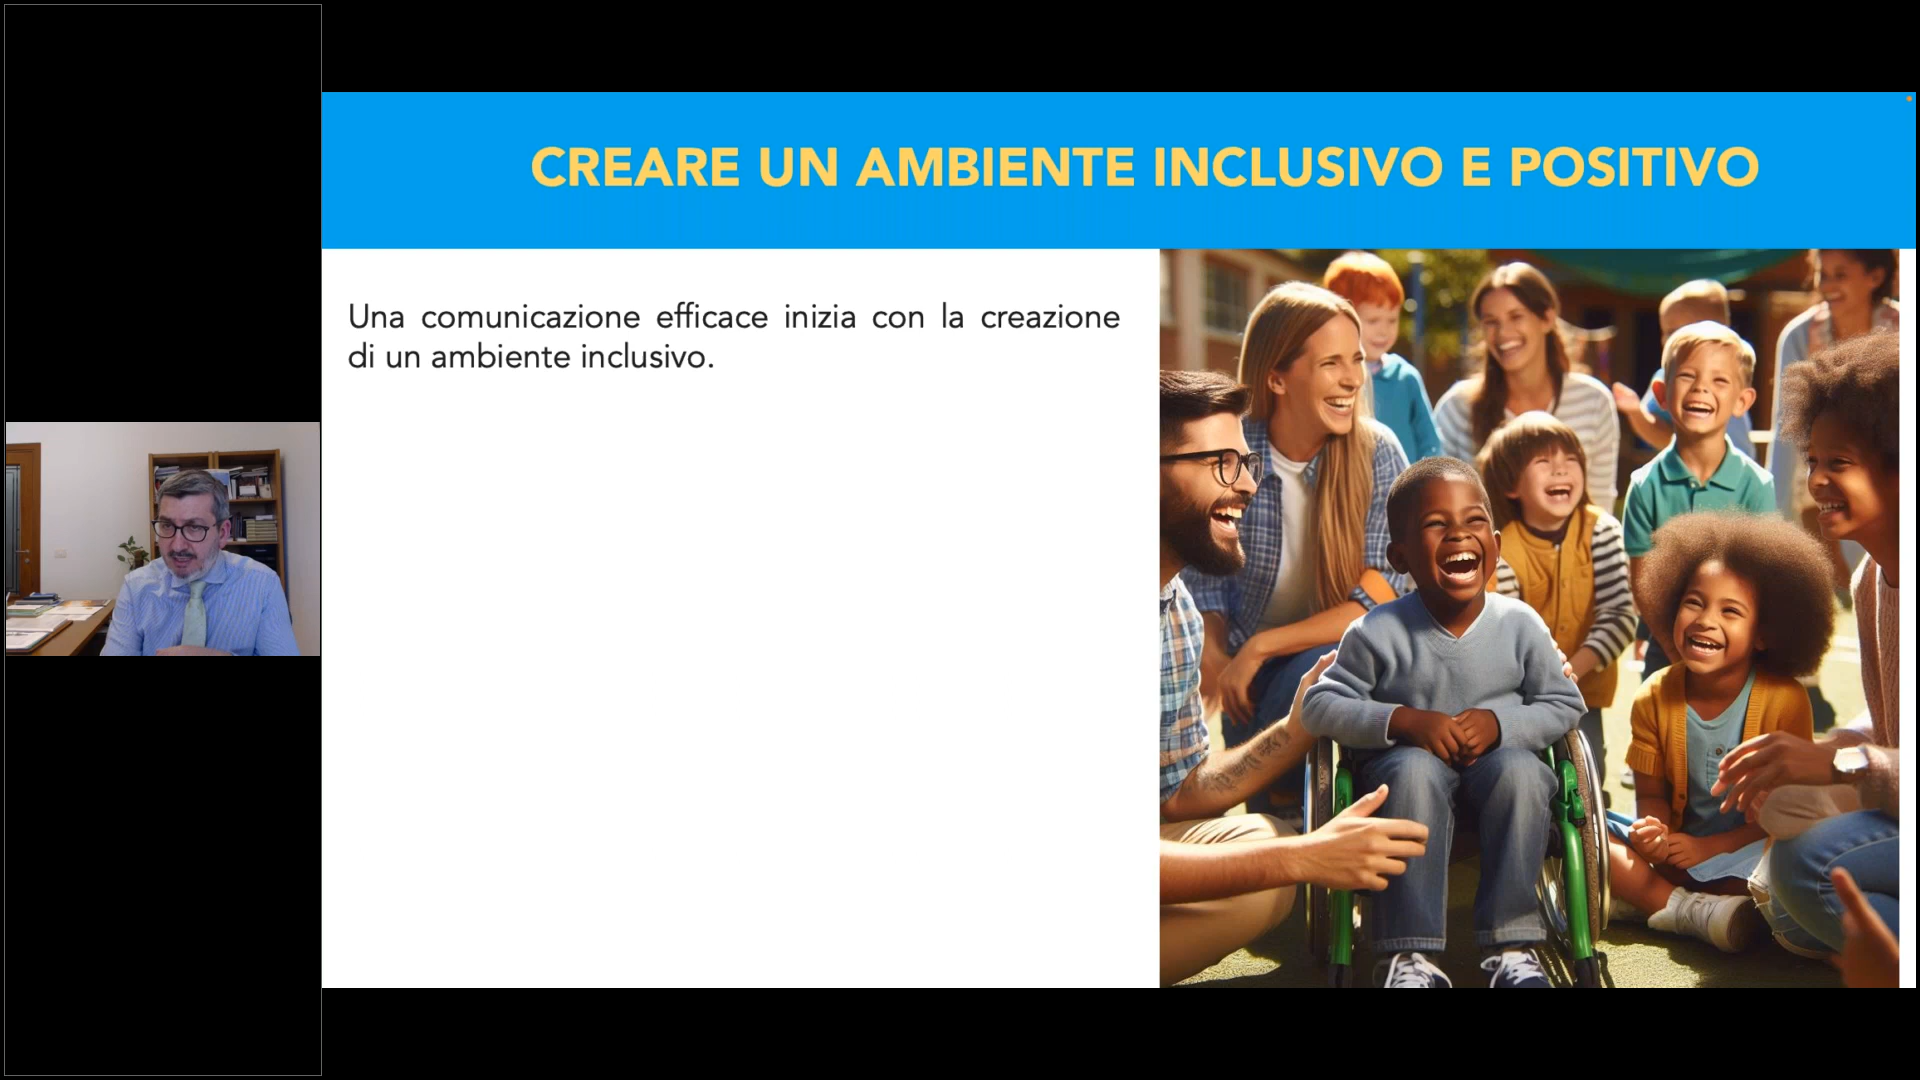 CREARE UN AMBIENTE INCLUSIVO E POSITIVO
Una comunicazione efficace inizia con la creazione
di un ambiente inclusivo.